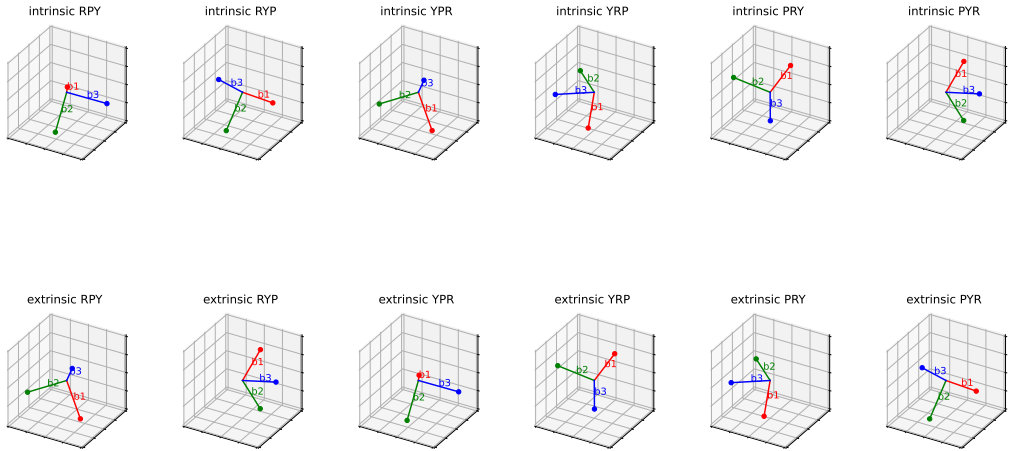 intrinsic RPY
b1
b3
b2
intrinsic RYP
b3
b1
b2
intrinsic YPR
b3
b2
b1
intrinsic YRP
b2
b3
b1
intrinsic PRY
b1
b2
b3
intrinsic PYR
b1
b3
b2
extrinsic RPY
b3
b2
b1
extrinsic RYP
b1
b3
b2
extrinsic YPR
b1
b3
b2
extrinsic YRP
b1
b2
b3
extrinsic PRY
b2
b3
b1
extrinsic PYR
b3
b1
b2